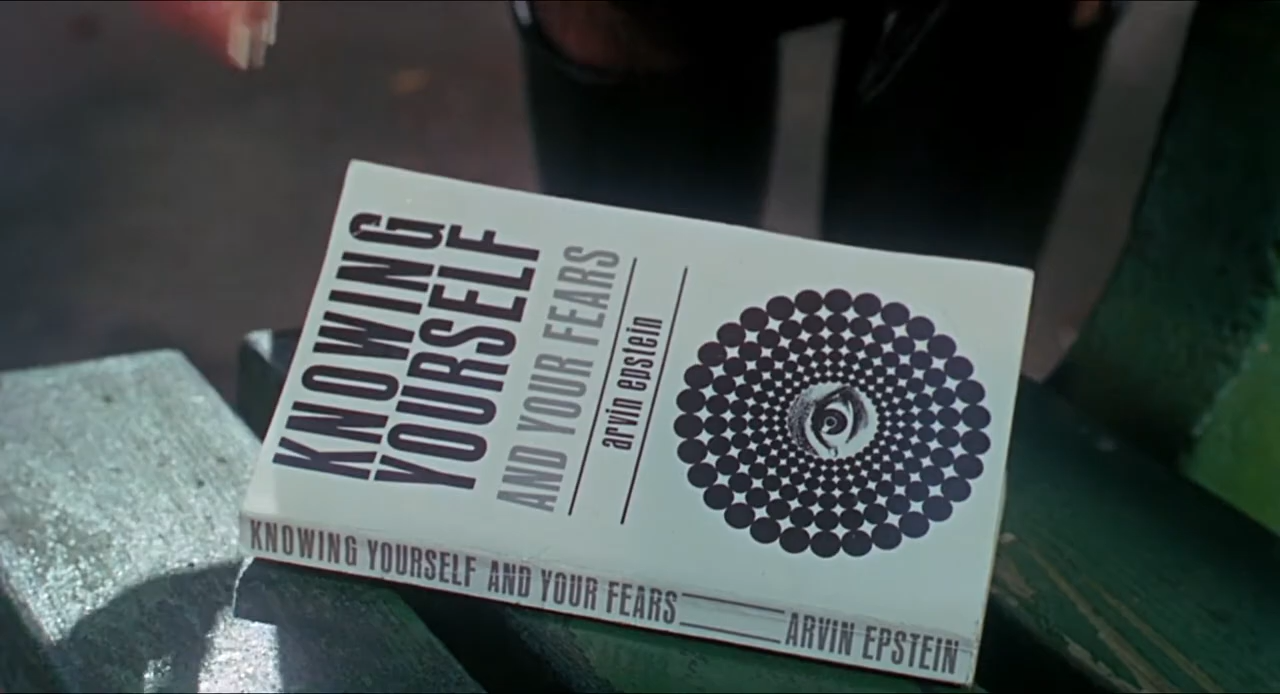 KNOWING
YOURSELF
AND YOUR FEARS
arvin epstein
KNOWING YOURSELF AND YOUR FEARS ARVIN EPSTEIN